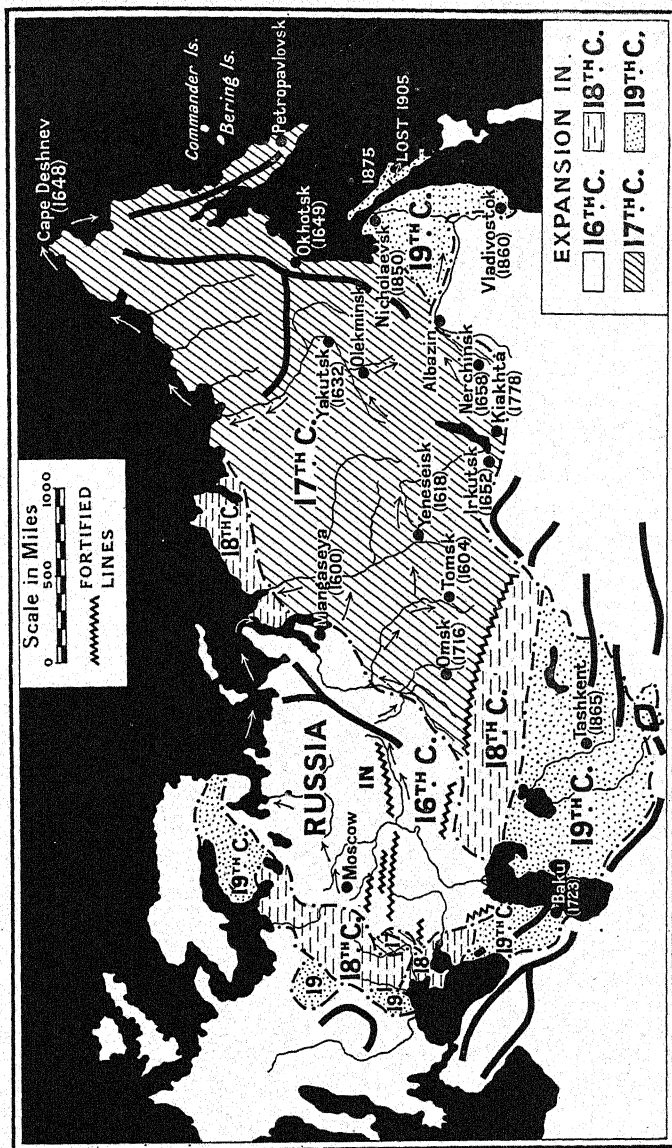 Scale in Miles
0 500 1000
FORTIFIED
LINES
Cape Deshnev
(1648)
Commander Is.
Bering Is.
Petropavlovsk
Okhotsk
(1649)
1875
LOST 1905
Nicholaevsk
(1850)
19TH C.
Vladivostok
(1860)
Yakutsk
(1632)
Olekminsk
Albazin
Nerchinsk
(1658)
Kiakhta
(1778)
Irkutsk
(1652)
17TH C.
18TH C.
Yeneseisk
(1618)
Mangaseya
(1600)
Tomsk
(1604)
Omsk
(1716)
RUSSIA
IN
16TH C.
18TH C.
19TH C.
Tashkent
(1865)
Moscow
19TH C.
18TH C.
19
17
18
19
19TH C.
Baku
(1723)
EXPANSION IN.
16TH C.
18TH C.
17TH C.
19TH C.